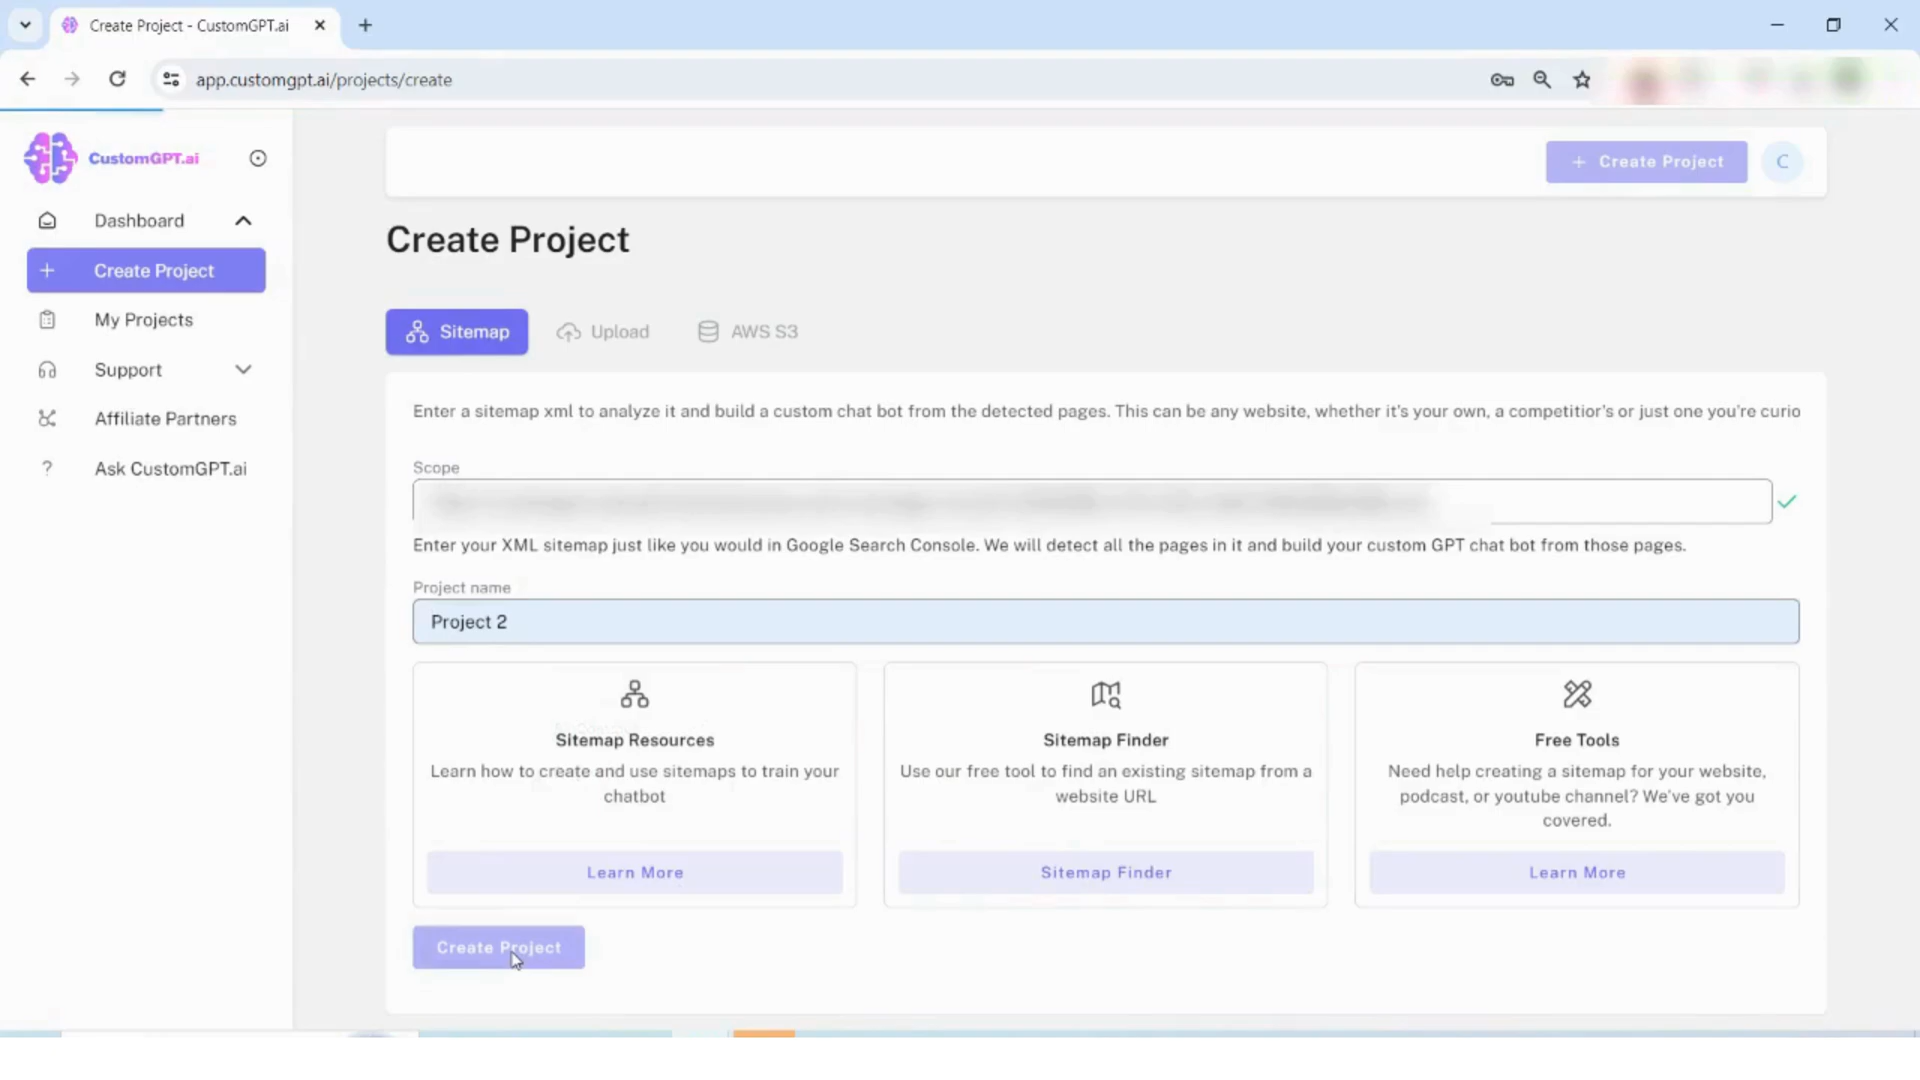 Create Project - CustomGPT.ai
app.customgpt.ai/projects/create
CustomGPT.ai
Dashboard
Create Project
My Projects
Support
Affiliate Partners
? Ask CustomGPT.ai
+ Create Project
C
Create Project
Sitemap
Upload
AWS S3
Enter a sitemap xml to analyze it and build a custom chat bot from the detected pages. This can be any website, whether it's your own, a competitior's or just one you're curio
Scope
Enter your XML sitemap just like you would in Google Search Console. We will detect all the pages in it and build your custom GPT chat bot from those pages.
Project name
Project 2
Sitemap Resources
Learn how to create and use sitemaps to train your
chatbot
Learn More
Sitemap Finder
Use our free tool to find an existing sitemap from a
website URL
Sitemap Finder
Free Tools
Need help creating a sitemap for your website,
podcast, or youtube channel? We've got you
covered.
Learn More
Create Project